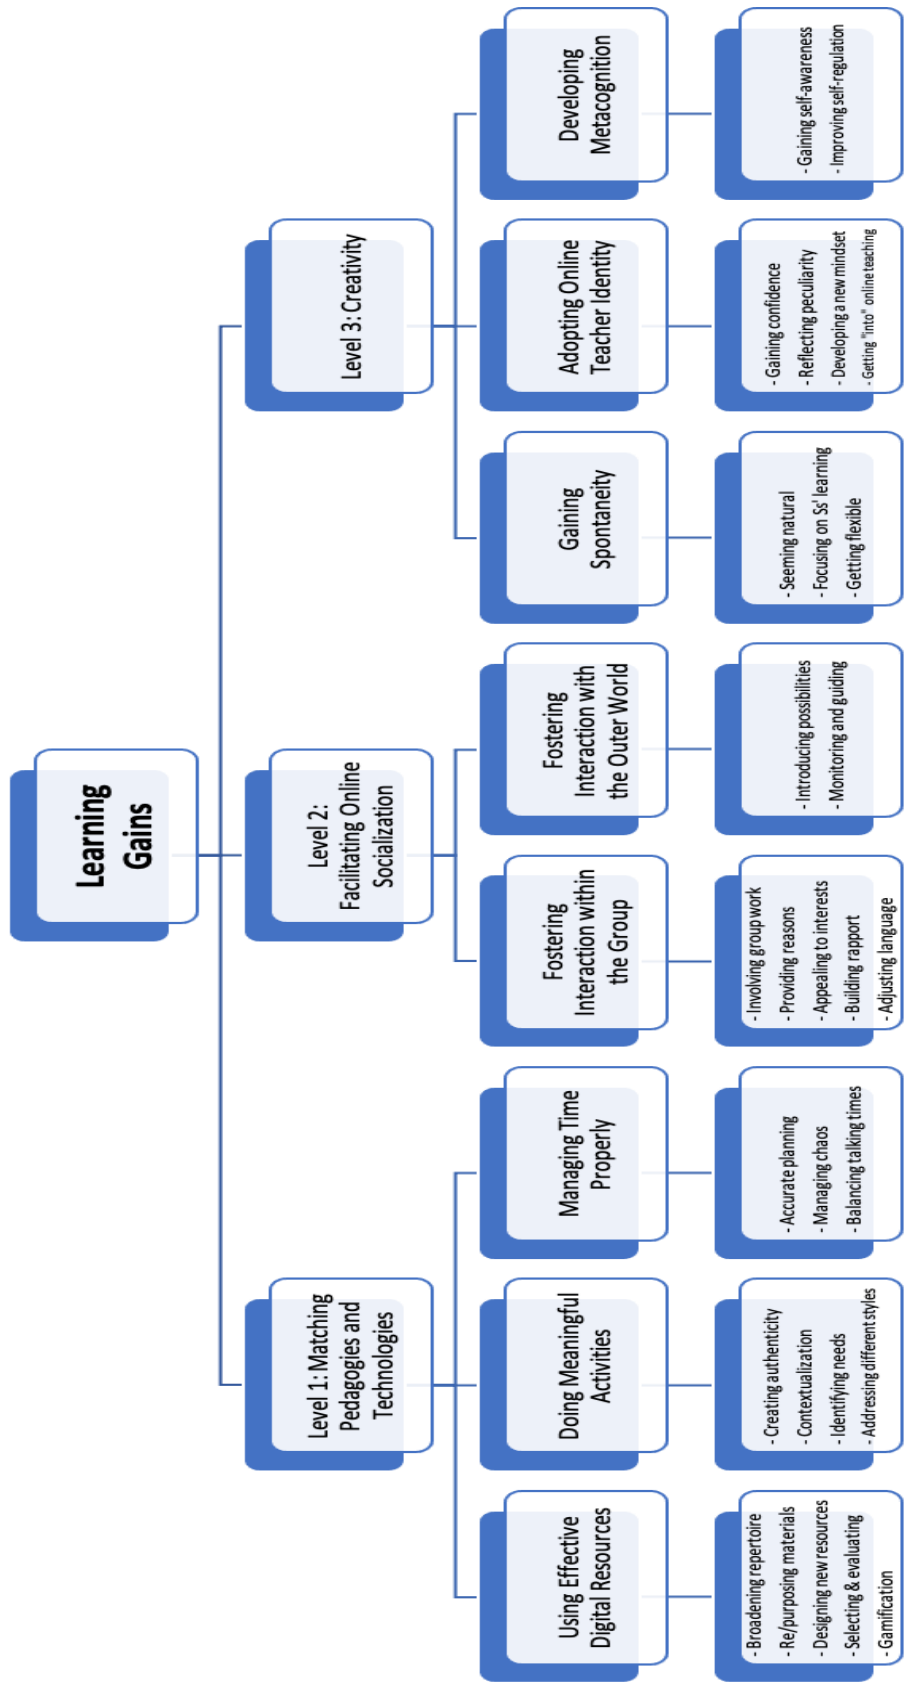 Learning
Gains
Level 1: Matching
Pedagogies and
Technologies
Level 2:
Facilitating Online
Socialization
Level 3: Creativity
Using Effective
Digital Resources
Doing Meaningful
Activities
Managing Time
Properly
Fostering
Interaction within
the Group
Fostering
Interaction with
the Outer World
Gaining
Spontaneity
Adopting Online
Teacher Identity
Developing
Metacognition
- Broadening repertoire
- Re/purposing materials
- Designing new resources
- Selecting & evaluating
- Gamification
- Creating authenticity
- Contextualization
- Identifying needs
- Addressing different styles
- Accurate planning
- Managing chaos
- Balancing talking times
- Involving group work
- Providing reasons
- Appealing to interests
- Building rapport
- Adjusting language
- Introducing possibilities
- Monitoring and guiding
- Seeming natural
- Focusing on Ss' learning
- Getting flexible
- Gaining confidence
- Reflecting peculiarity
- Developing a new mindset
- Getting "into" online teaching
- Gaining self-awareness
- Improving self-regulation